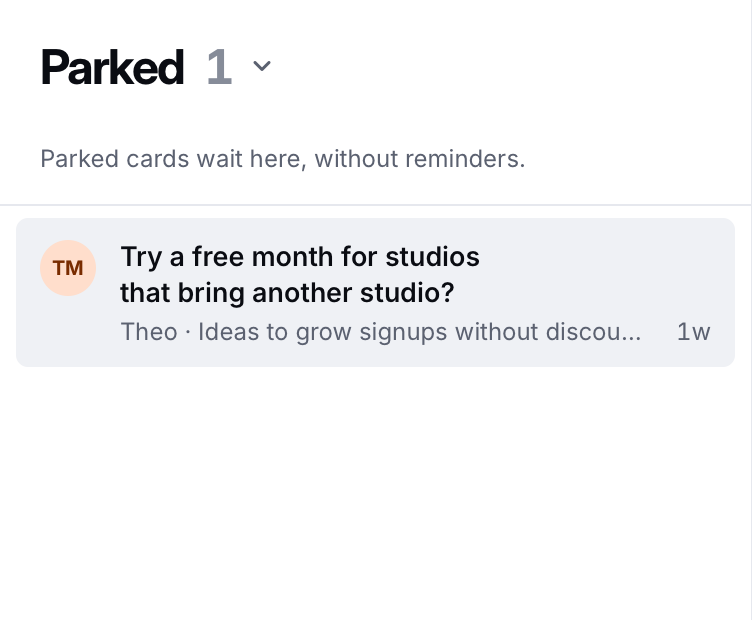 Parked 1
Parked cards wait here, without reminders.
TM
Try a free month for studios
that bring another studio?
Theo · Ideas to grow signups without discou... 1w